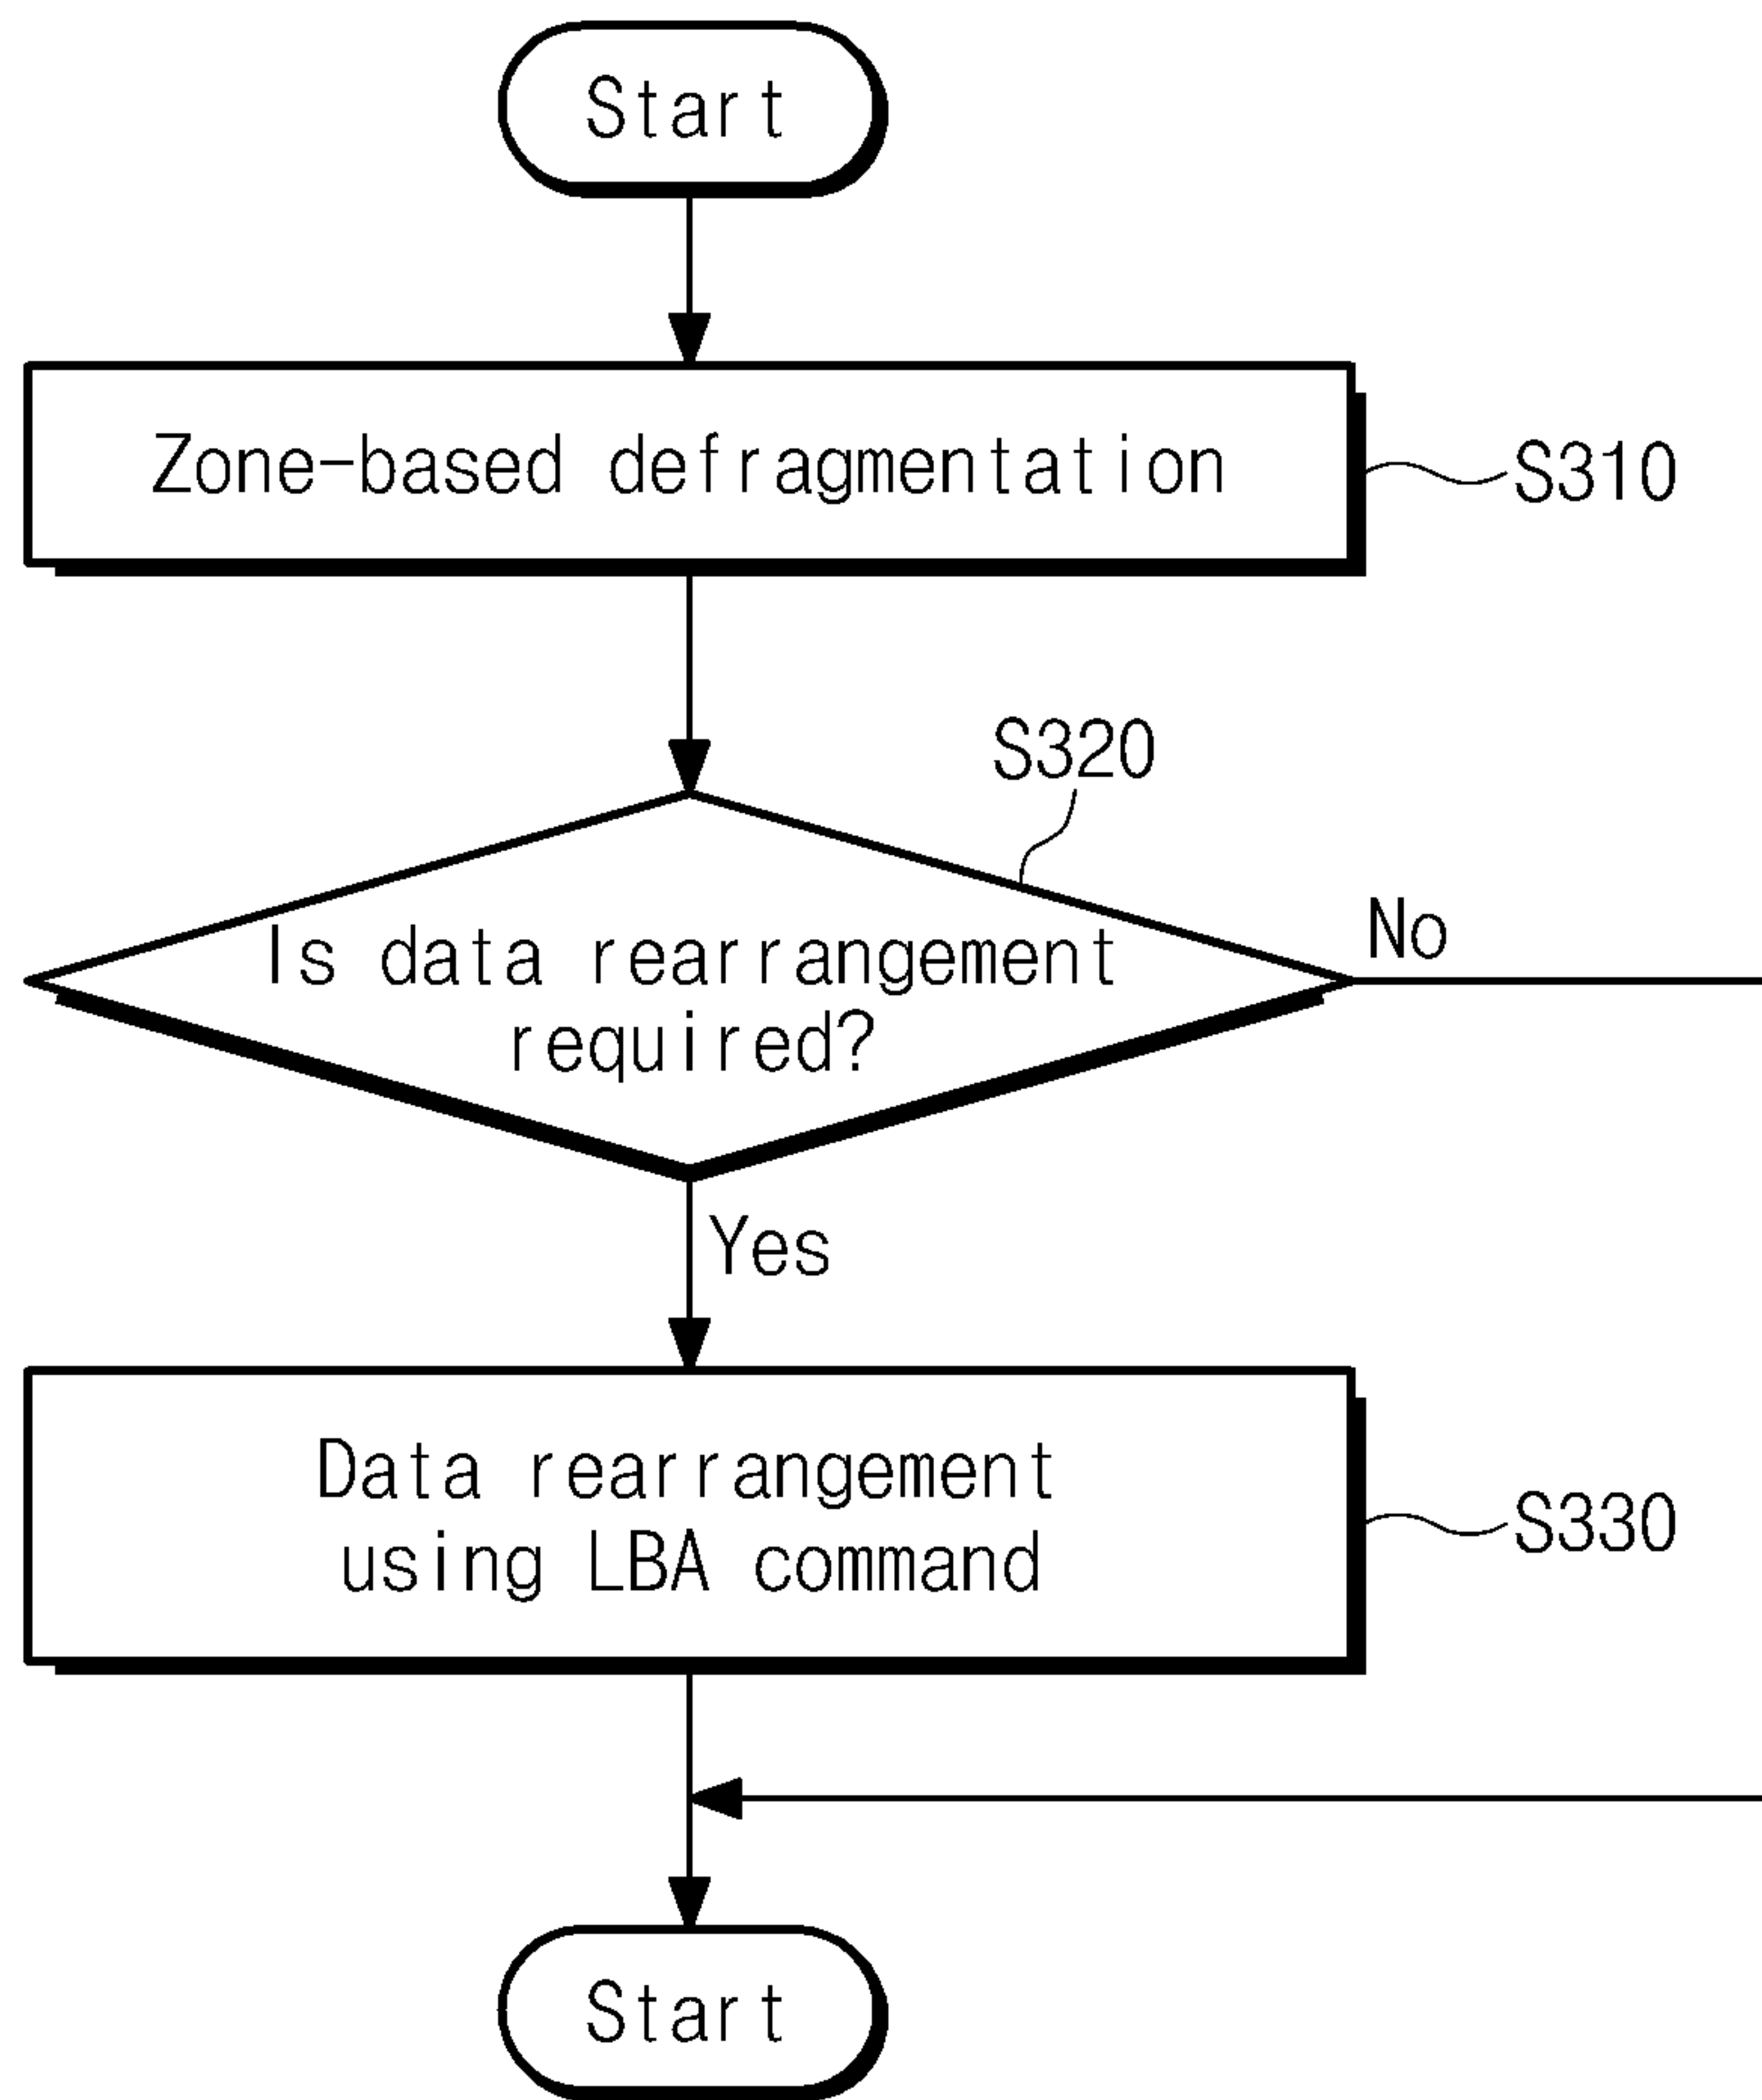 Start
Zone-based defragmentation
S310
S320
Is data rearrangement
required?
No
Yes
Data rearrangement
using LBA command
S330
Start